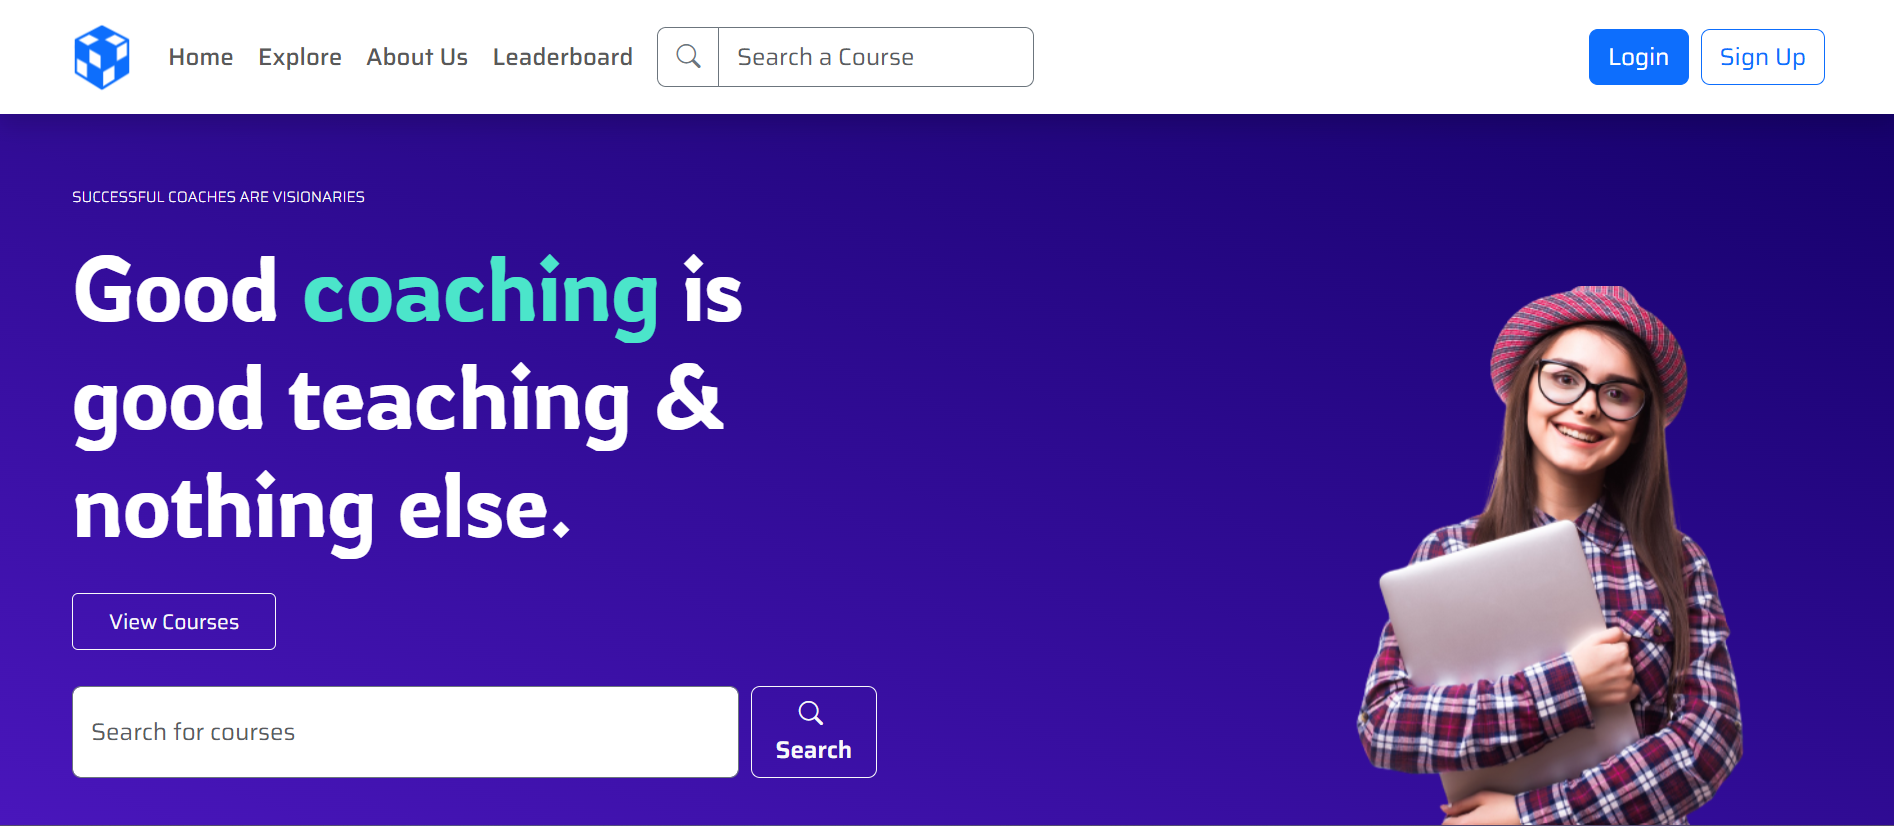 Home Explore About Us Leaderboard Search a Course Login Sign Up
SUCCESSFUL COACHES ARE VISIONARIES
Good coaching is
good teaching &
nothing else.
View Courses
Search for courses
Search